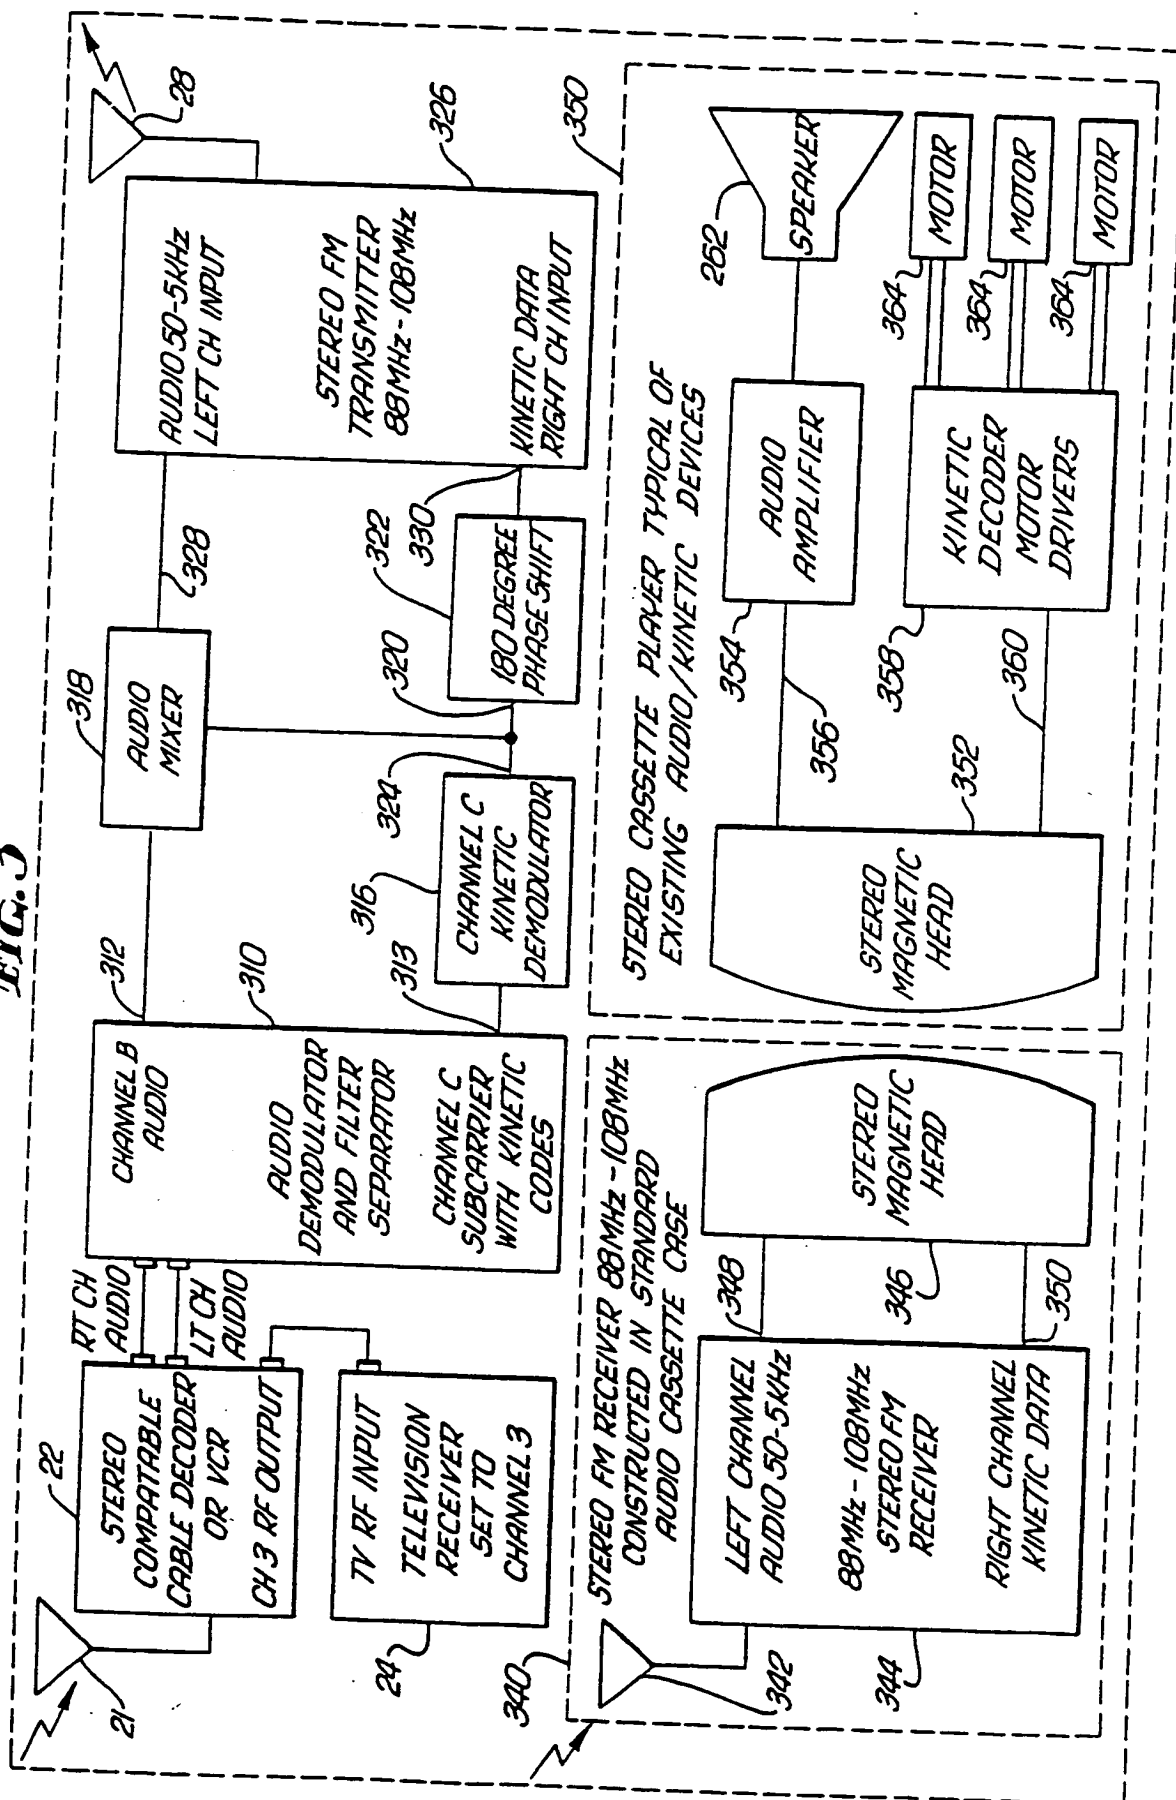 FIG. 5
21
22
STEREO
COMPATABLE
CABLE DECODER
OR VCR
CH 3 RF OUTPUT
RT CH
AUDIO
LT CH
AUDIO
24
TV RF INPUT
TELEVISION
RECEIVER
SET TO
CHANNEL 3
CHANNEL B
AUDIO
AUDIO
DEMODULATOR
AND FILTER
SEPARATOR
CHANNEL C
SUBCARRIER
WITH KINETIC
CODES
312
310
313
316
CHANNEL C
KINETIC
DEMODULATOR
318
AUDIO
MIXER
324
320
322
180 DEGREE
PHASE SHIFT
328
330
AUDIO 50-5KHz
LEFT CH INPUT
STEREO FM
TRANSMITTER
88MHz-108MHz
KINETIC DATA
RIGHT CH INPUT
28
326
340
STEREO FM RECEIVER 88MHz-108MHz
CONSTRUCTED IN STANDARD
AUDIO CASSETTE CASE
342
344
LEFT CHANNEL
AUDIO 50-5KHz
88MHz-108MHz
STEREO FM
RECEIVER
RIGHT CHANNEL
KINETIC DATA
348
346
350
STEREO
MAGNETIC
HEAD
350
STEREO CASSETTE PLAYER TYPICAL OF
EXISTING AUDIO/KINETIC DEVICES
STEREO
MAGNETIC
HEAD
352
356
354
AUDIO
AMPLIFIER
262
SPEAKER
360
358
KINETIC
DECODER
MOTOR
DRIVERS
364
MOTOR
364
MOTOR
364
MOTOR